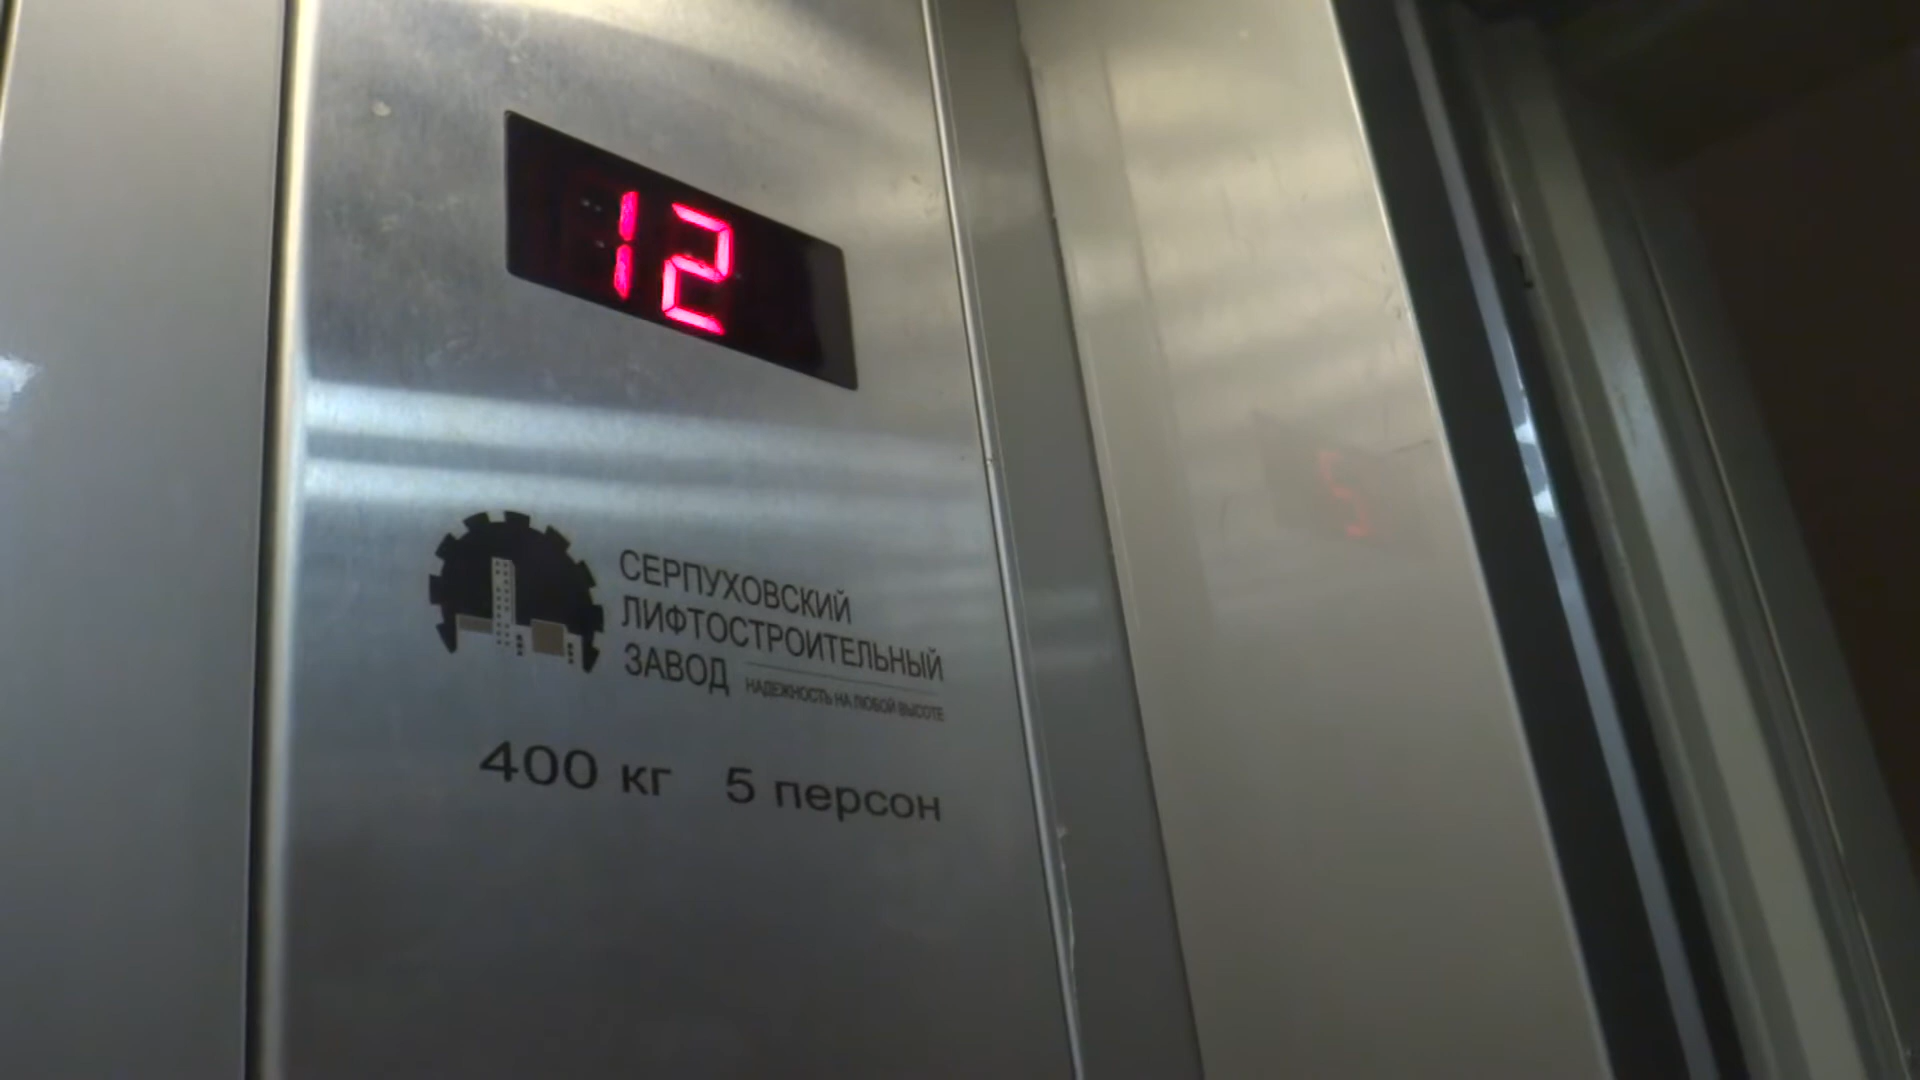 12
СЕРПУХОВСКИЙ
ЛИФТОСТРОИТЕЛЬНЫЙ
ЗАВОД
НАДЕЖНОСТЬ НА ЛЮБОЙ ВЫСОТЕ
400 кг 5 персон